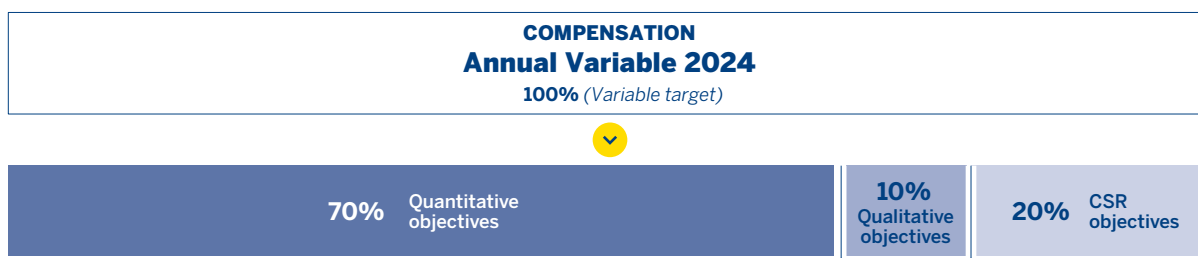 COMPENSATION
Annual Variable 2024
100% (Variable target)
70% Quantitative
objectives
10%
Qualitative
objectives
20% CSR
objectives